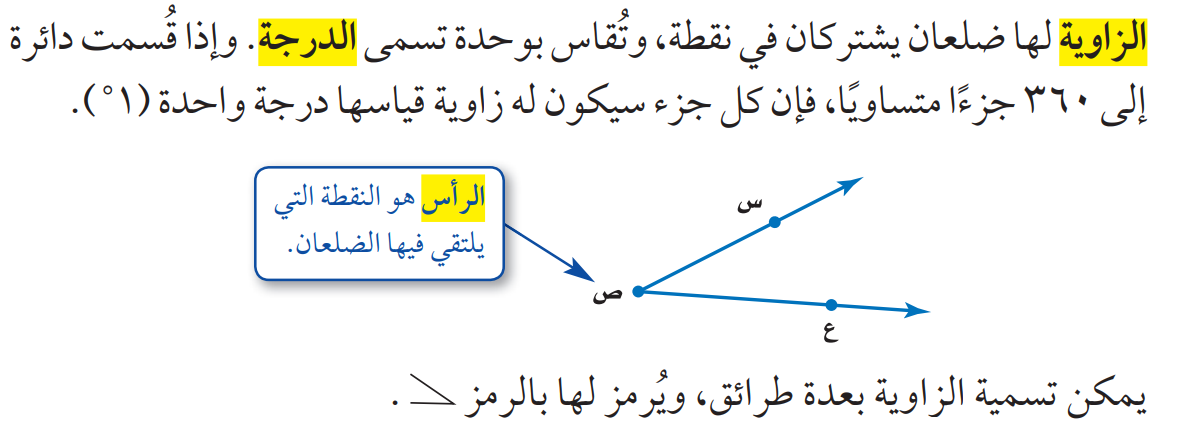 الزاوية لها ضلعان يشتركان في نقطة، وتُقاس بوحدة تسمى الدرجة. وإذا قُسمت دائرة
إلى ٣٦٠ جزءًا متساويًا، فإن كل جزء سيكون له زاوية قياسها درجة واحدة (١°).
الرأس هو النقطة التي
يلتقي فيها الضلعان.
س
ص
ع
يمكن تسمية الزاوية بعدة طرائق، ويُرمز لها بالرمز ∠.